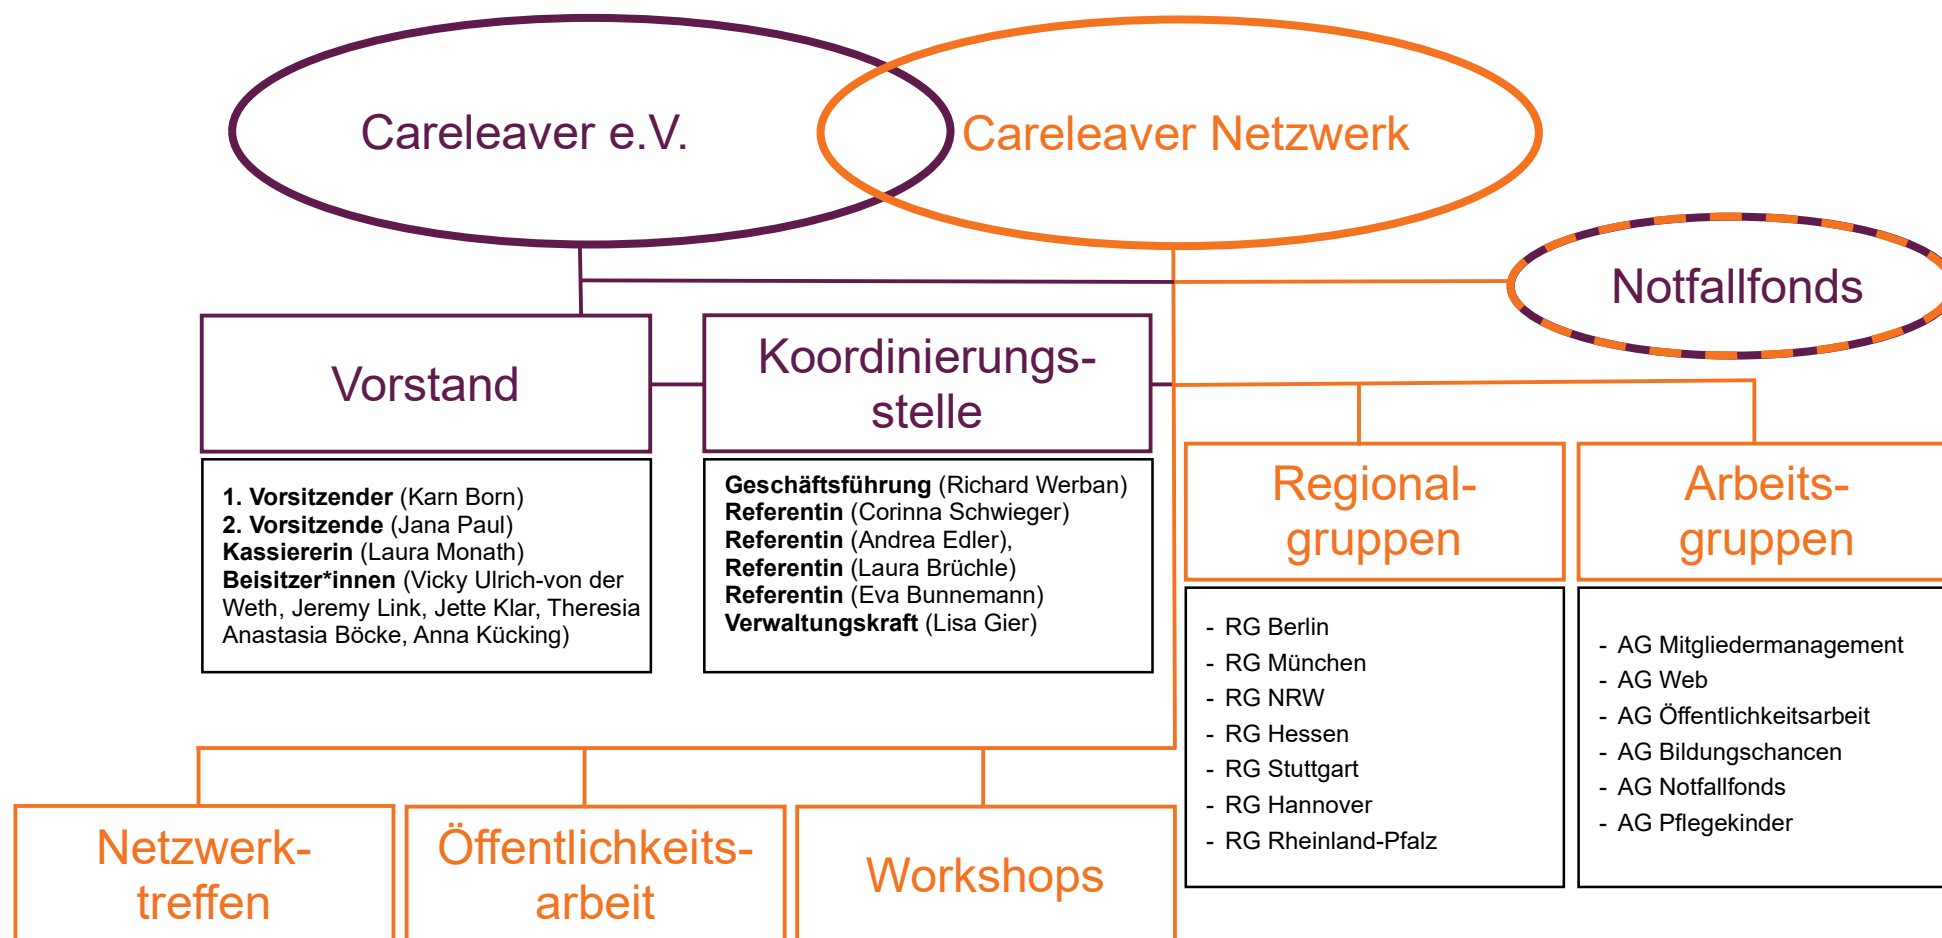 Careleaver e.V.
Careleaver Netzwerk
Notfallfonds
Vorstand
Koordinierungs-
stelle
1. Vorsitzender (Karn Born)
2. Vorsitzende (Jana Paul)
Kassiererin (Laura Monath)
Beisitzer*innen (Vicky Ulrich-von der
Weth, Jeremy Link, Jette Klar, Theresia
Anastasia Böcke, Anna Kücking)
Geschäftsführung (Richard Werban)
Referentin (Corinna Schwieger)
Referentin (Andrea Edler),
Referentin (Laura Brüchle)
Referentin (Eva Bunnemann)
Verwaltungskraft (Lisa Gier)
Regional-
gruppen
- RG Berlin
- RG München
- RG NRW
- RG Hessen
- RG Stuttgart
- RG Hannover
- RG Rheinland-Pfalz
Arbeits-
gruppen
- AG Mitgliedermanagement
- AG Web
- AG Öffentlichkeitsarbeit
- AG Bildungschancen
- AG Notfallfonds
- AG Pflegekinder
Netzwerk-
treffen
Öffentlichkeits-
arbeit
Workshops